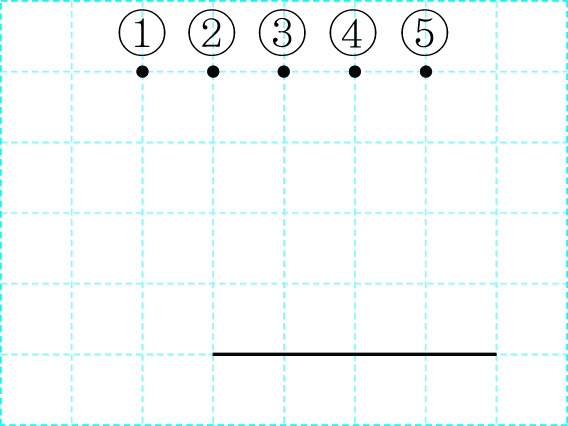 ① ② ③ ④ ⑤